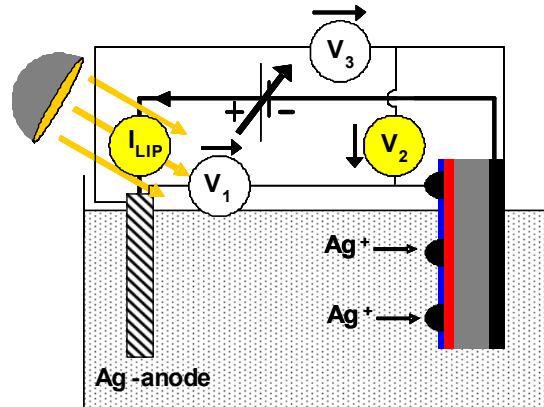 V3
+ -
ILIP
V2
V1
Ag+
Ag+
Ag-anode